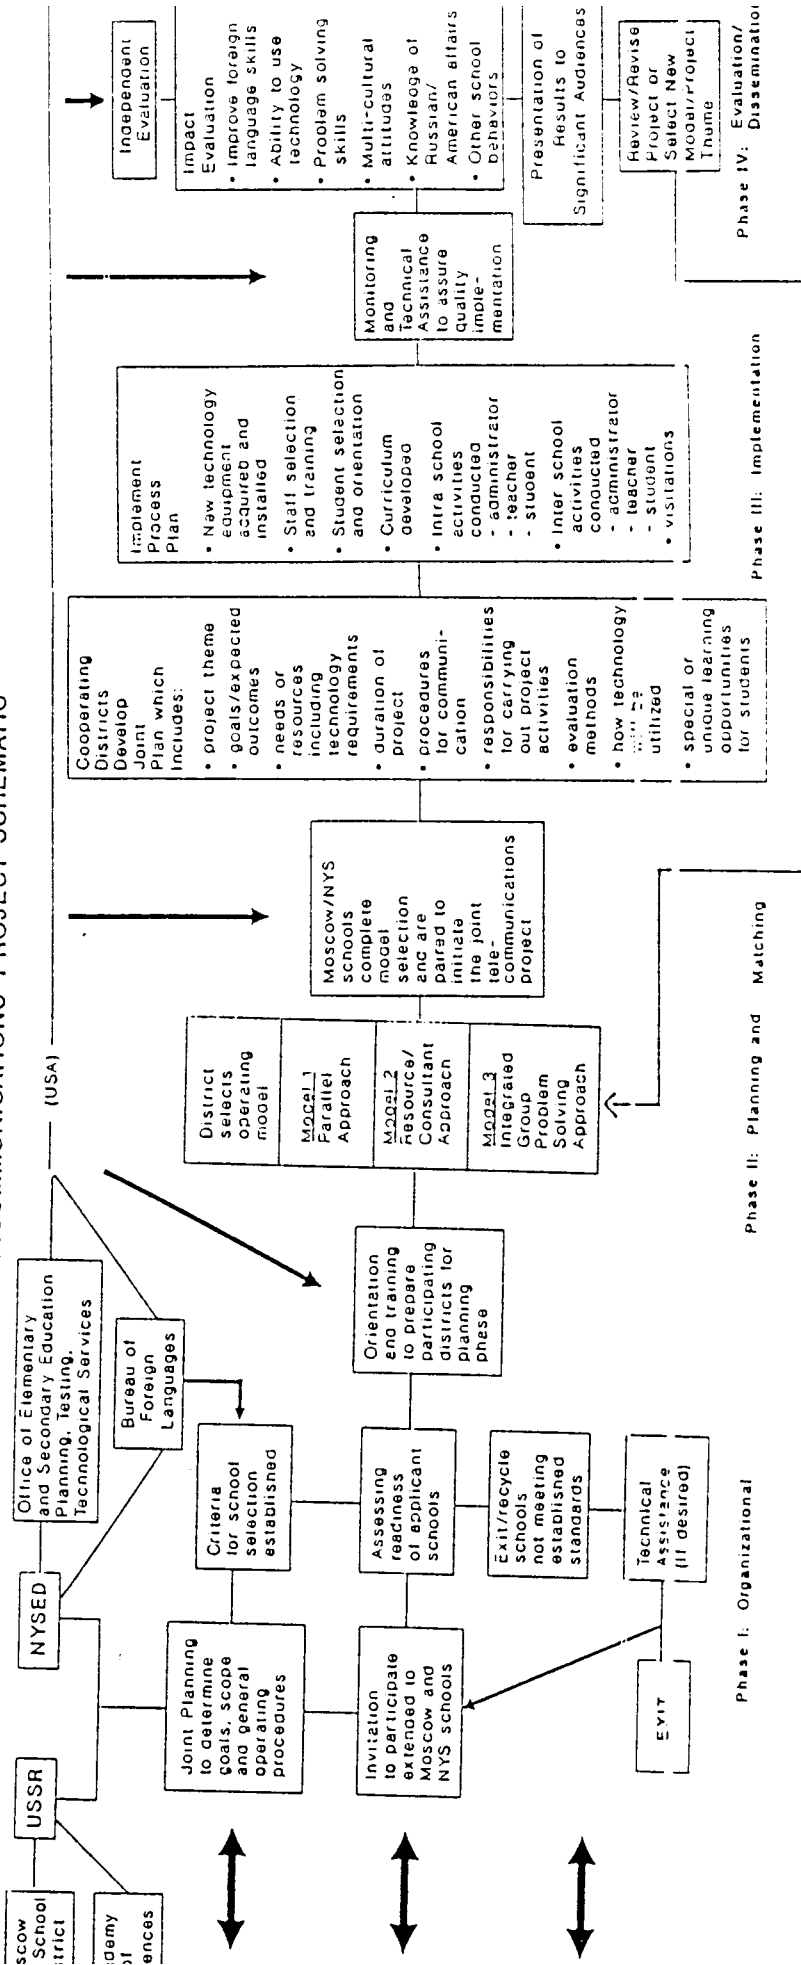 PROJECT SCHEMATIC
(USA)
USSR
NYSED
Office of Elementary
and Secondary Education
Planning, Testing,
Technological Services
Bureau of
Foreign
Languages
School
of
Joint Planning
to determine
goals, scope
and general
operating
procedures
Criteria
for school
selection
established
Invitation
to participate
extended to
Moscow and
NYS schools
Assessing
readiness
of applicant
schools
Exit/recycle
schools
not meeting
established
standards
Technical
Assistance
(if desired)
EXIT
Orientation
and training
to prepare
participating
districts for
planning
phase
Phase I: Organizational
District
selects
operating
model
Model 1
Parallel
Approach
Model 2
Resource/
Consultant
Approach
Model 3
Integrated
Group
Problem
Solving
Approach
Moscow/NYS
schools
complete
model
selection
and are
paired to
initiate
the joint
tele-
communications
project
Phase II: Planning and Matching
Cooperating
Districts
Develop
Joint
Plan which
Includes:
• project theme
• goals/expected
outcomes
• needs or
resources
including
technology
requirements
• duration of
project
• procedures
for communi-
cation
• responsibilities
for carrying
out project
activities
• evaluation
methods
• how technology
utilized
• special or
unique learning
opportunities
for students
Implement
Process
Plan
• New technology
equipment
acquired and
installed
• Staff selection
and training
• Student selection
and orientation
• Curriculum
developed
• Intra school
activities
conducted
- administrator
- teacher
- student
• Inter school
activities
conducted
- administrator
- teacher
- student
• visitations
Phase III: Implementation
Monitoring
and
Technical
Assistance
to assure
quality
imple-
mentation
Independent
Evaluation
Impact
Evaluation
• Improve foreign
language skills
• Ability to use
technology
• Problem solving
skills
• Multi-cultural
attitudes
• Knowledge of
Russian/
American affairs
• Other school
behaviors
Presentation of
Results to
Significant Audiences
Review/Revise
Project or
Select New
Model/Project
Theme
Phase IV: Evaluation/
Dissemination